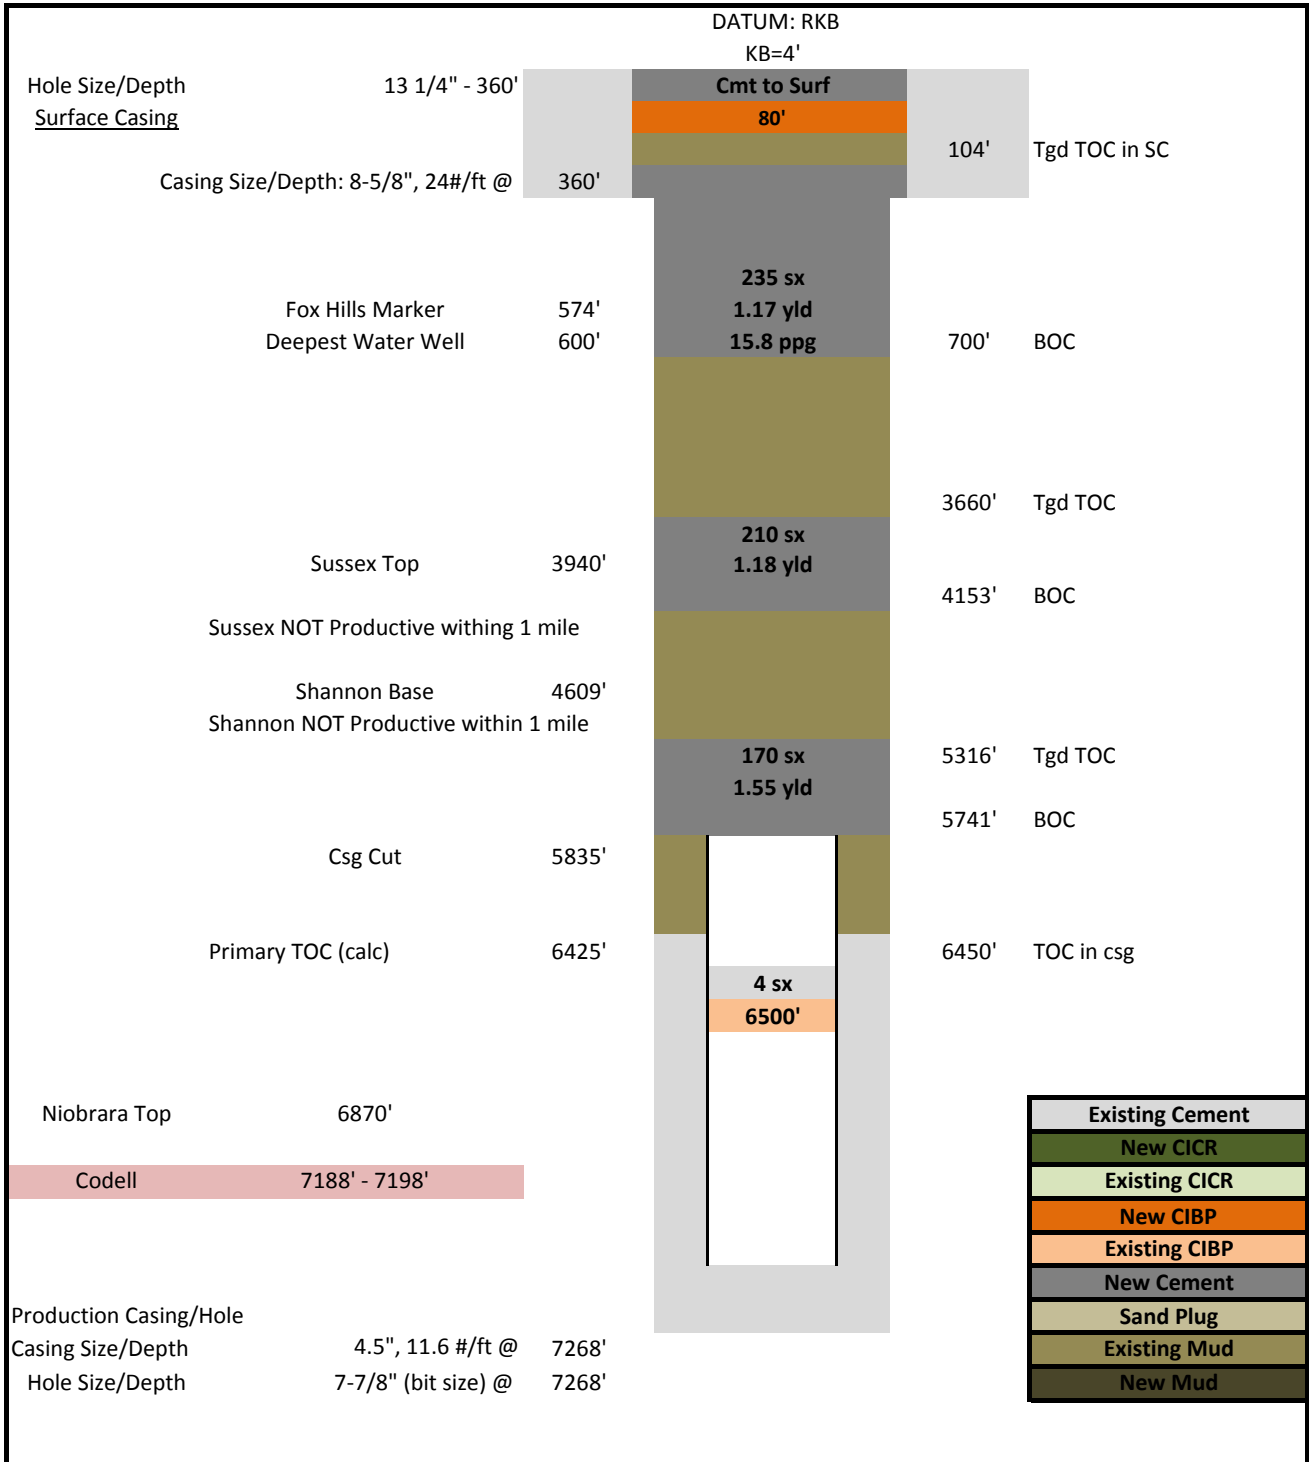 DATUM: RKB
KB=4'
Hole Size/Depth 13 1/4" - 360' Cmt to Surf
Surface Casing 80'
104' Tgd TOC in SC
Casing Size/Depth: 8-5/8", 24#/ft @ 360'
235 sx
Fox Hills Marker 574' 1.17 yld
Deepest Water Well 600' 15.8 ppg 700' BOC
3660' Tgd TOC
210 sx
Sussex Top 3940' 1.18 yld
4153' BOC
Sussex NOT Productive withing 1 mile
Shannon Base 4609'
Shannon NOT Productive within 1 mile
170 sx 5316' Tgd TOC
1.55 yld
5741' BOC
Csg Cut 5835'
Primary TOC (calc) 6425' 6450' TOC in csg
4 sx
6500'
Niobrara Top 6870' Existing Cement
New CICR
Codell 7188' - 7198' Existing CICR
New CIBP
Existing CIBP
New Cement
Production Casing/Hole Sand Plug
Casing Size/Depth 4.5", 11.6 #/ft @ 7268' Existing Mud
Hole Size/Depth 7-7/8" (bit size) @ 7268' New Mud